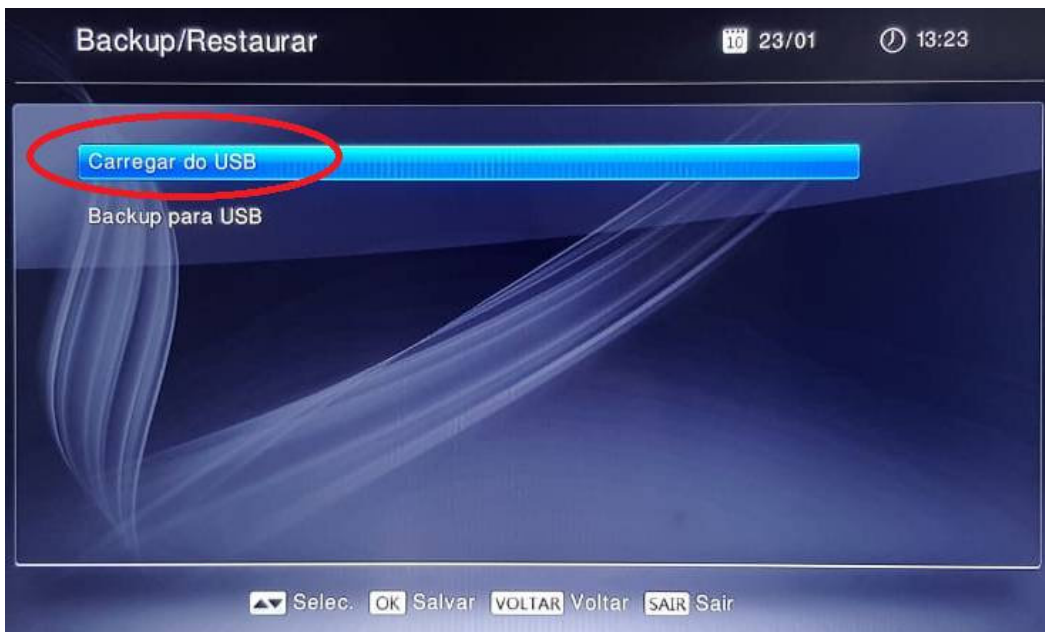 Backup/Restaurar 10 23/01 13:23
Carregar do USB
Backup para USB
Selec. OK Salvar VOLTAR Voltar SAIR Sair